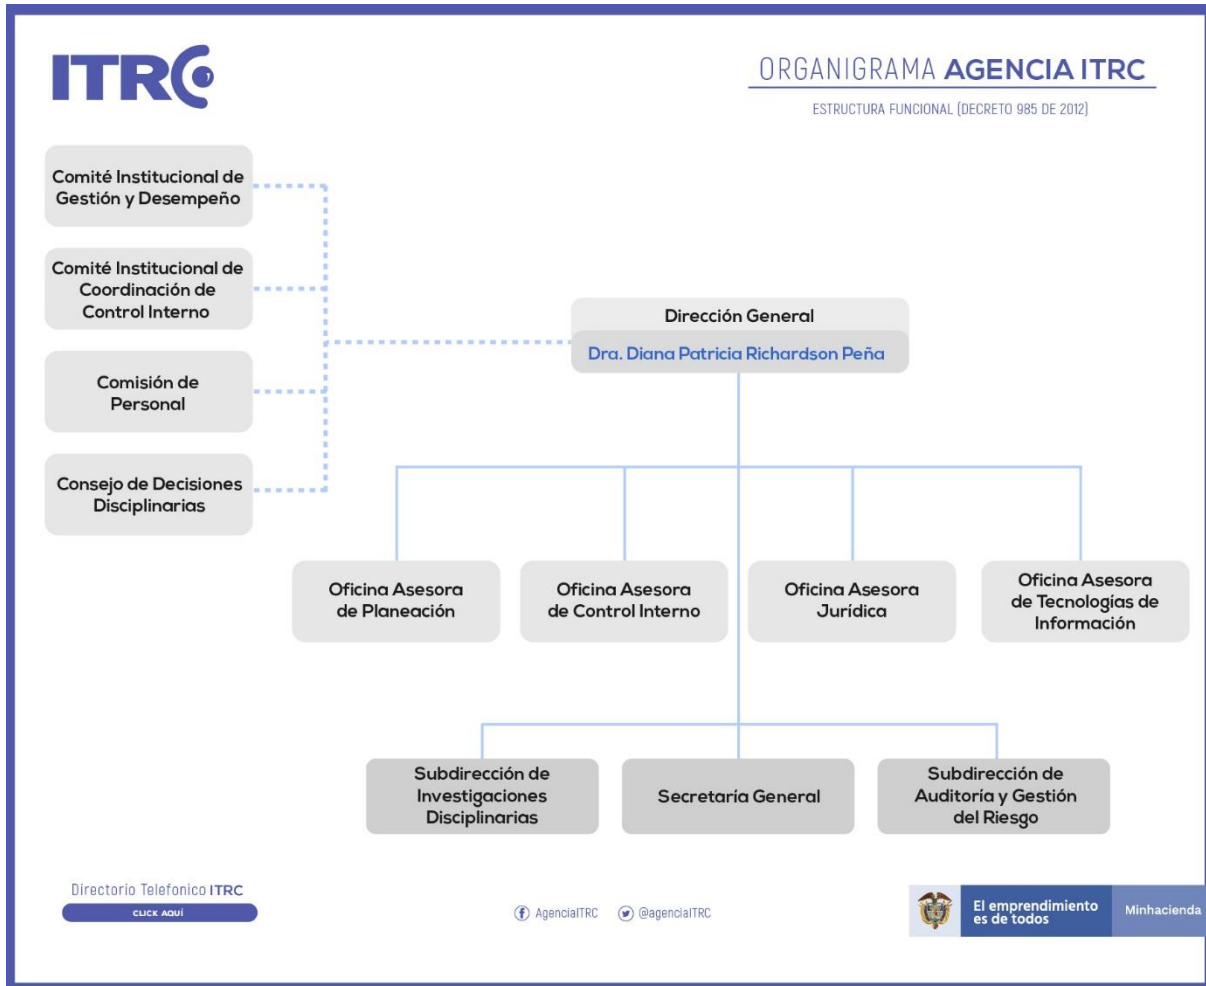 ITRC
ORGANIGRAMA AGENCIA ITRC
ESTRUCTURA FUNCIONAL (DECRETO 985 DE 2012)
Comité Institucional de
Gestión y Desempeño
Comité Institucional de
Coordinación de
Control Interno
Comisión de
Personal
Consejo de Decisiones
Disciplinarias
Dirección General
Dra. Diana Patricia Richardson Peña
Oficina Asesora
de Planeación
Oficina Asesora
de Control Interno
Oficina Asesora
Jurídica
Oficina Asesora
de Tecnologías de
Información
Subdirección de
Investigaciones
Disciplinarias
Secretaría General
Subdirección de
Auditoría y Gestión
del Riesgo
Directorio Telefonico ITRC
CLICK AQUÍ
AgenciaITRC
@agenciaITRC
El emprendimiento
es de todos
Minhacienda